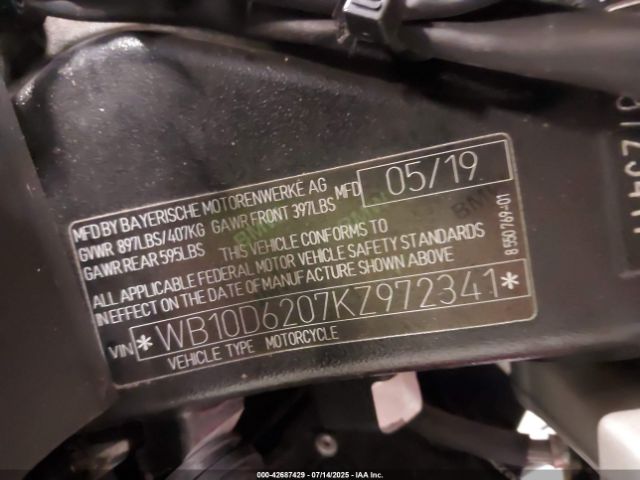 MFD BY BAYERISCHE MOTORENWERKE AG MFD 05/19
GVWR 897LBS/407KG GAWR FRONT 397LBS
GAWR REAR 595LBS
THIS VEHICLE CONFORMS TO
ALL APPLICABLE FEDERAL MOTOR VEHICLE SAFETY STANDARDS
IN EFFECT ON THE DATE OF MANUFACTURE SHOWN ABOVE
VIN *WB10D6207KZ972341*
VEHICLE TYPE MOTORCYCLE
8 550 769-01
000-42687429 - 07/14/2025 - IAA Inc.